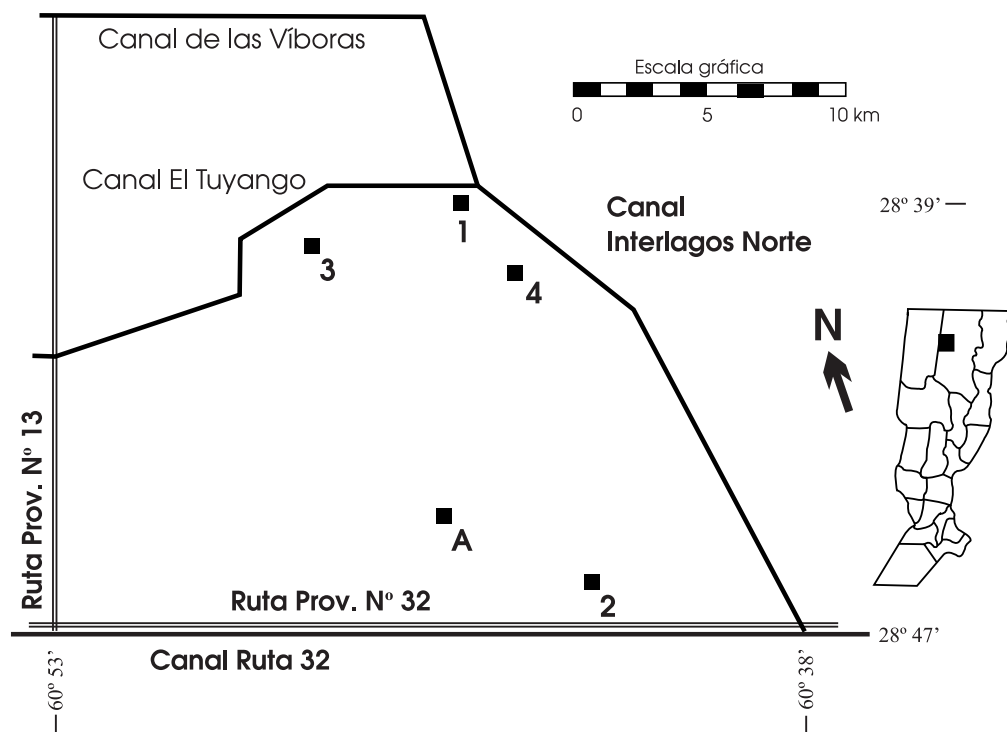 Canal de las Víboras
Escala gráfica
0 5 10 km
Canal El Tuyango
1
Canal
Interlagos Norte
28º 39’
3
4
N
Ruta Prov. Nº 13
A
2
Ruta Prov. Nº 32
28º 47’
Canal Ruta 32
60º 53’
60º 38’